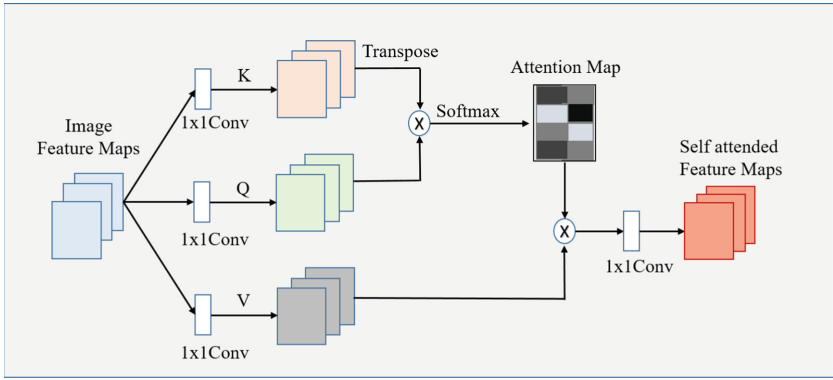 Image
Feature Maps
1x1Conv
K
Transpose
1x1Conv
Q
1x1Conv
V
X
Softmax
Attention Map
X
1x1Conv
Self attended
Feature Maps